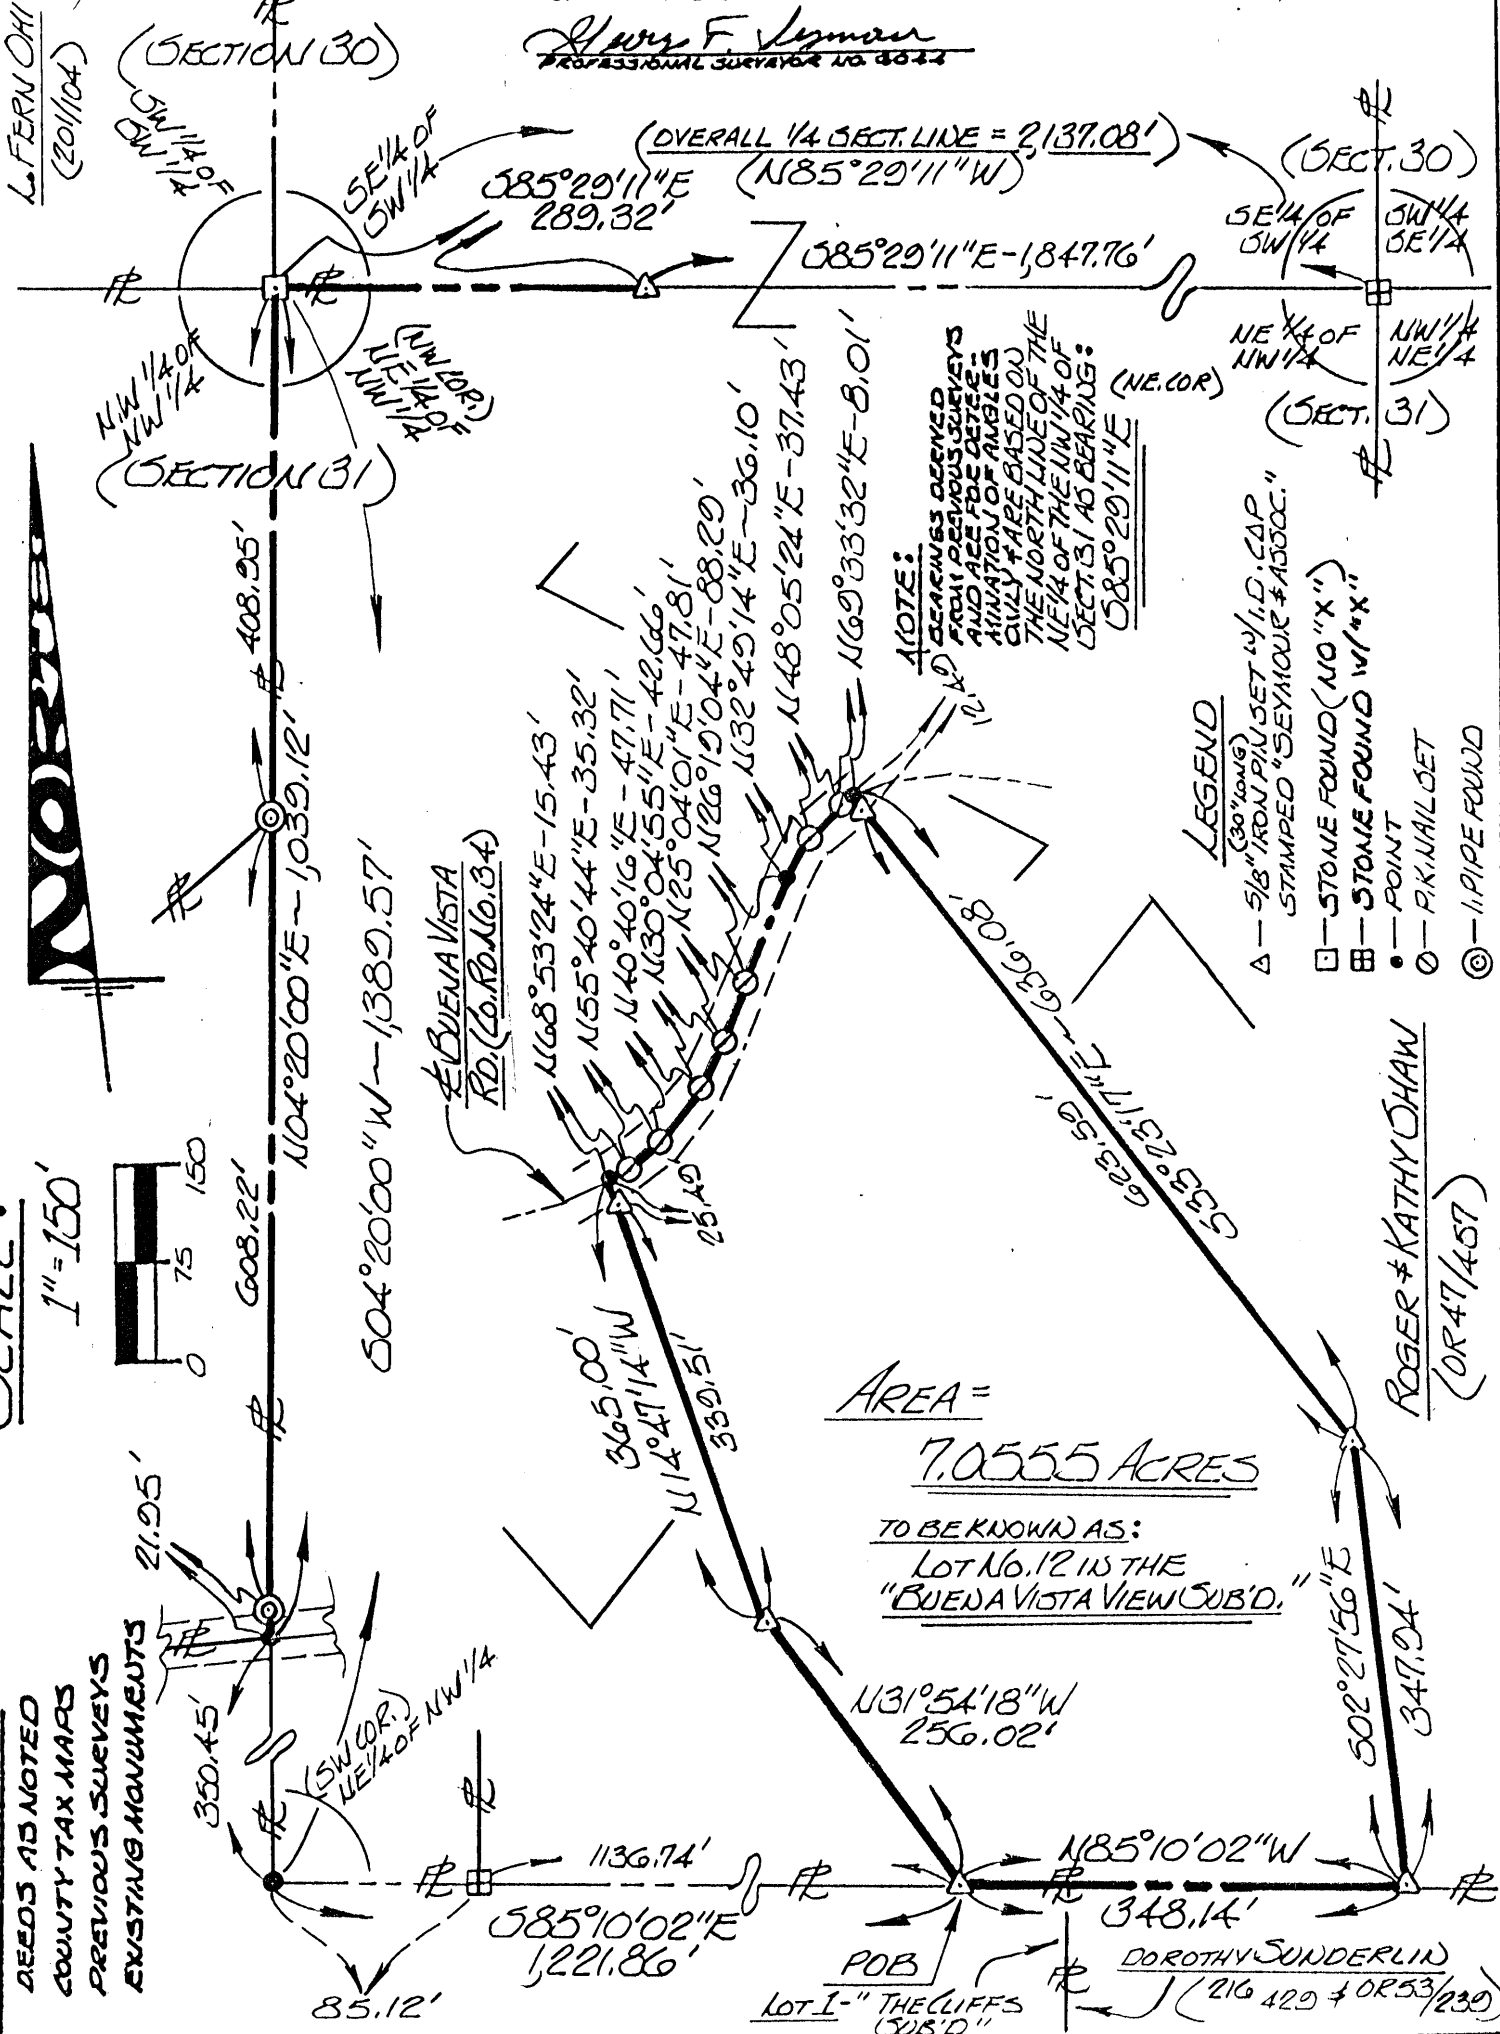 L. FERN OHI
(201/104)
(SECTION 30)
PROFESSIONAL SURVEYOR NO. 6044
SW 1/4 OF
SW 1/4
SE 1/4 OF
SW 1/4
(OVERALL 1/4 SECT. LINE = 2,137.08')
(N85°29'11"W)
S85°29'11"E
289.32'
S85°29'11"E-1,847.76'
(SECT. 30)
SE 1/4 OF
SW 1/4
SW 1/4
SE 1/4
NE 1/4 OF
NW 1/4
NW 1/4
NE 1/4
(NE. COR)
(SECT. 31)
N.W 1/4 OF
NW 1/4
(NW COR.)
NE 1/4 OF
NW 1/4
(SECTION 31)
NORTH
408.95'
N04°20'00"E~1,039.12'
S04°20'00"W~1,389.57'
608.22'
SCALE:
1"=150'
0 75 150
℄ BUENA VISTA
RD. (CO. RD. NO. 34)
N68°53'24"E-15.43'
N55°40'44"E-35.32'
N40°40'16"E-47.71'
N30°04'55"E-42.66'
N25°04'01"E-47.81'
N26°19'04"E-88.29'
N32°49'14"E~36.10'
N48°05'24"E-37.43'
N69°33'32"E-8.01'
NOTE:
BEARINGS DERIVED
FROM PREVIOUS SURVEYS
AND ARE FOR DETER-
MINATION OF ANGLES
ONLY & ARE BASED ON
THE NORTH LINE OF THE
NE 1/4 OF THE NW 1/4 OF
SECT. 31 AS BEARING:
S85°29'11"E
12.49
25.49
LEGEND
(30" LONG)
△ — 5/8" IRON PIN SET W/I.D. CAP
STAMPED "SEYMOUR & ASSOC."
⊡ — STONE FOUND (NO "X")
⊞ — STONE FOUND W/"X"
• — POINT
⊘ — P.K. NAIL SET
◎ — I. PIPE FOUND
S33°23'17"E~636.08'
623.59'
365.00'
N14°47'14"W
339.51'
AREA =
7.0555 ACRES
TO BE KNOWN AS:
LOT NO. 12 IN THE
"BUENA VISTA VIEW SUB'D."
ROGER & KATHY SHAW
(OR 47/457)
S02°27'56"E
347.94'
N31°54'18"W
256.02'
21.95'
350.45'
(SW COR.)
NE 1/4 OF NW 1/4
DEEDS AS NOTED
COUNTY TAX MAPS
PREVIOUS SURVEYS
EXISTING MONUMENTS
1136.74'
S85°10'02"E
1,221.86'
85.12'
N85°10'02"W
348.14'
POB
LOT 1-"THE CLIFFS
SUB'D"
DOROTHY SUNDERLIN
(216 429 & OR 53/239)